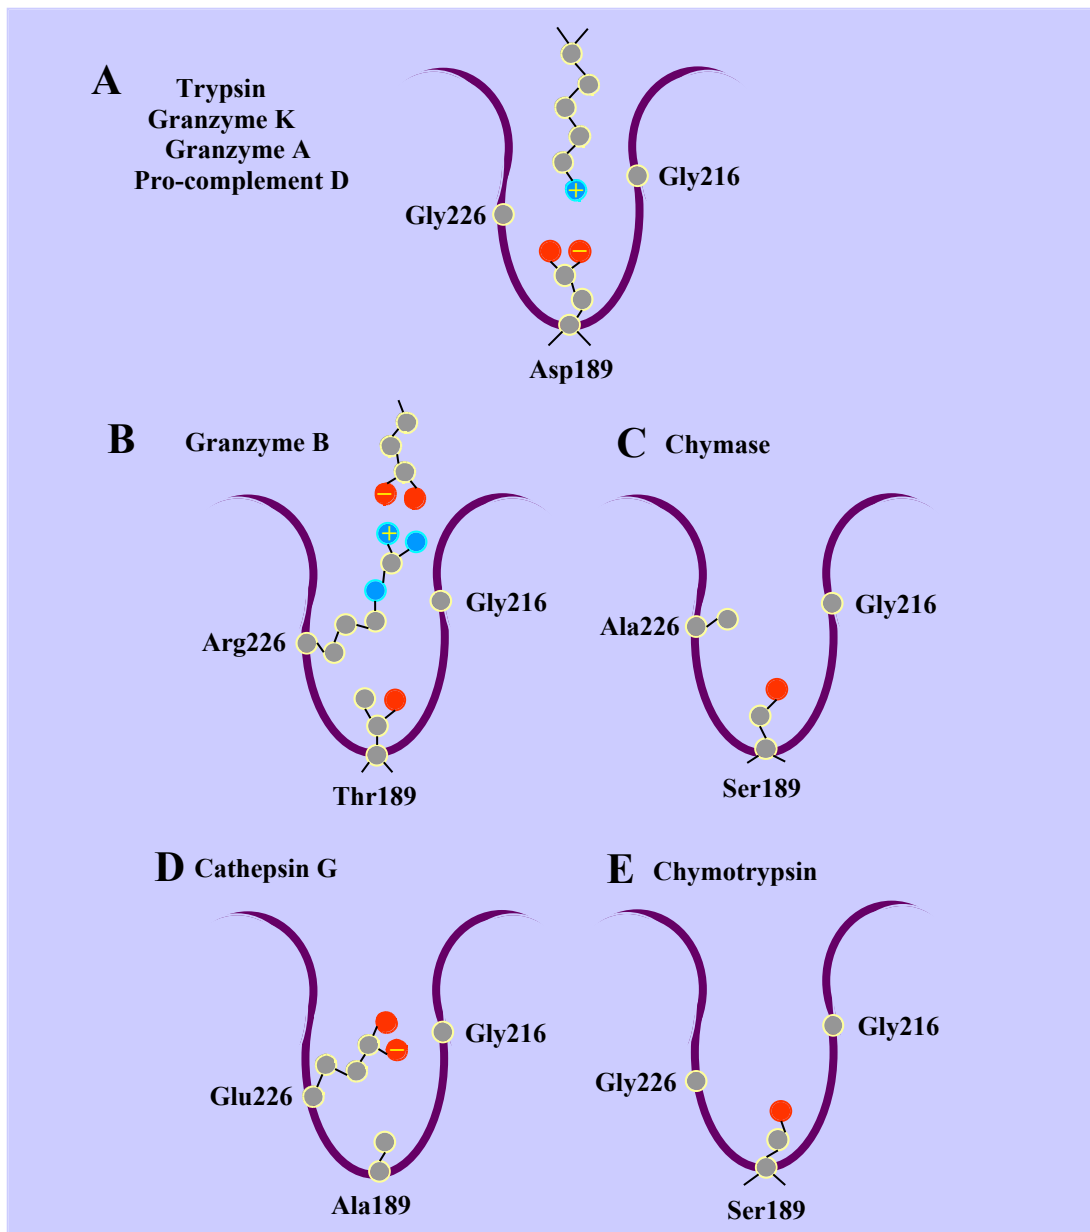 A
Trypsin
Granzyme K
Granzyme A
Pro-complement D
Gly216
Gly226
Asp189
B
Granzyme B
Gly216
Arg226
Thr189
C
Chymase
Ala226
Gly216
Ser189
D
Cathepsin G
Gly216
Glu226
Ala189
E
Chymotrypsin
Gly216
Gly226
Ser189